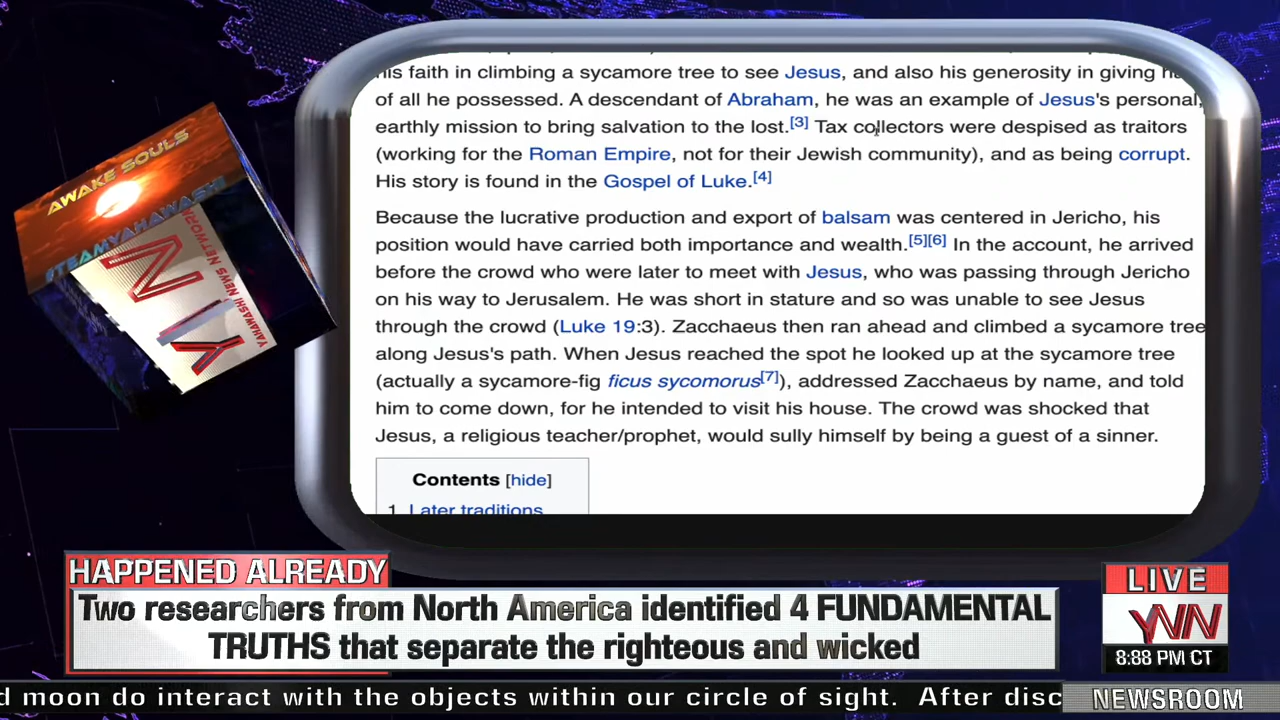 his faith in climbing a sycamore tree to see Jesus, and also his generosity in giving
of all he possessed. A descendant of Abraham, he was an example of Jesus's personal,
earthly mission to bring salvation to the lost.[3] Tax collectors were despised as traitors
(working for the Roman Empire, not for their Jewish community), and as being corrupt.
His story is found in the Gospel of Luke.[4]
Because the lucrative production and export of balsam was centered in Jericho, his
position would have carried both importance and wealth.[5][6] In the account, he arrived
before the crowd who were later to meet with Jesus, who was passing through Jericho
on his way to Jerusalem. He was short in stature and so was unable to see Jesus
through the crowd (Luke 19:3). Zacchaeus then ran ahead and climbed a sycamore tree
along Jesus's path. When Jesus reached the spot he looked up at the sycamore tree
(actually a sycamore-fig ficus sycomorus[7]), addressed Zacchaeus by name, and told
him to come down, for he intended to visit his house. The crowd was shocked that
Jesus, a religious teacher/prophet, would sully himself by being a guest of a sinner.
Contents [hide]
1 Later traditions
AWAKE SOULS
#TEAMYAHAWASHI
YNN
YAHAWASHI NEWS NETWORK
HAPPENED ALREADY
Two researchers from North America identified 4 FUNDAMENTAL
TRUTHS that separate the righteous and wicked
LIVE
YNN
8:88 PM CT
d moon do interact with the objects within our circle of sight. After disc
NEWSROOM